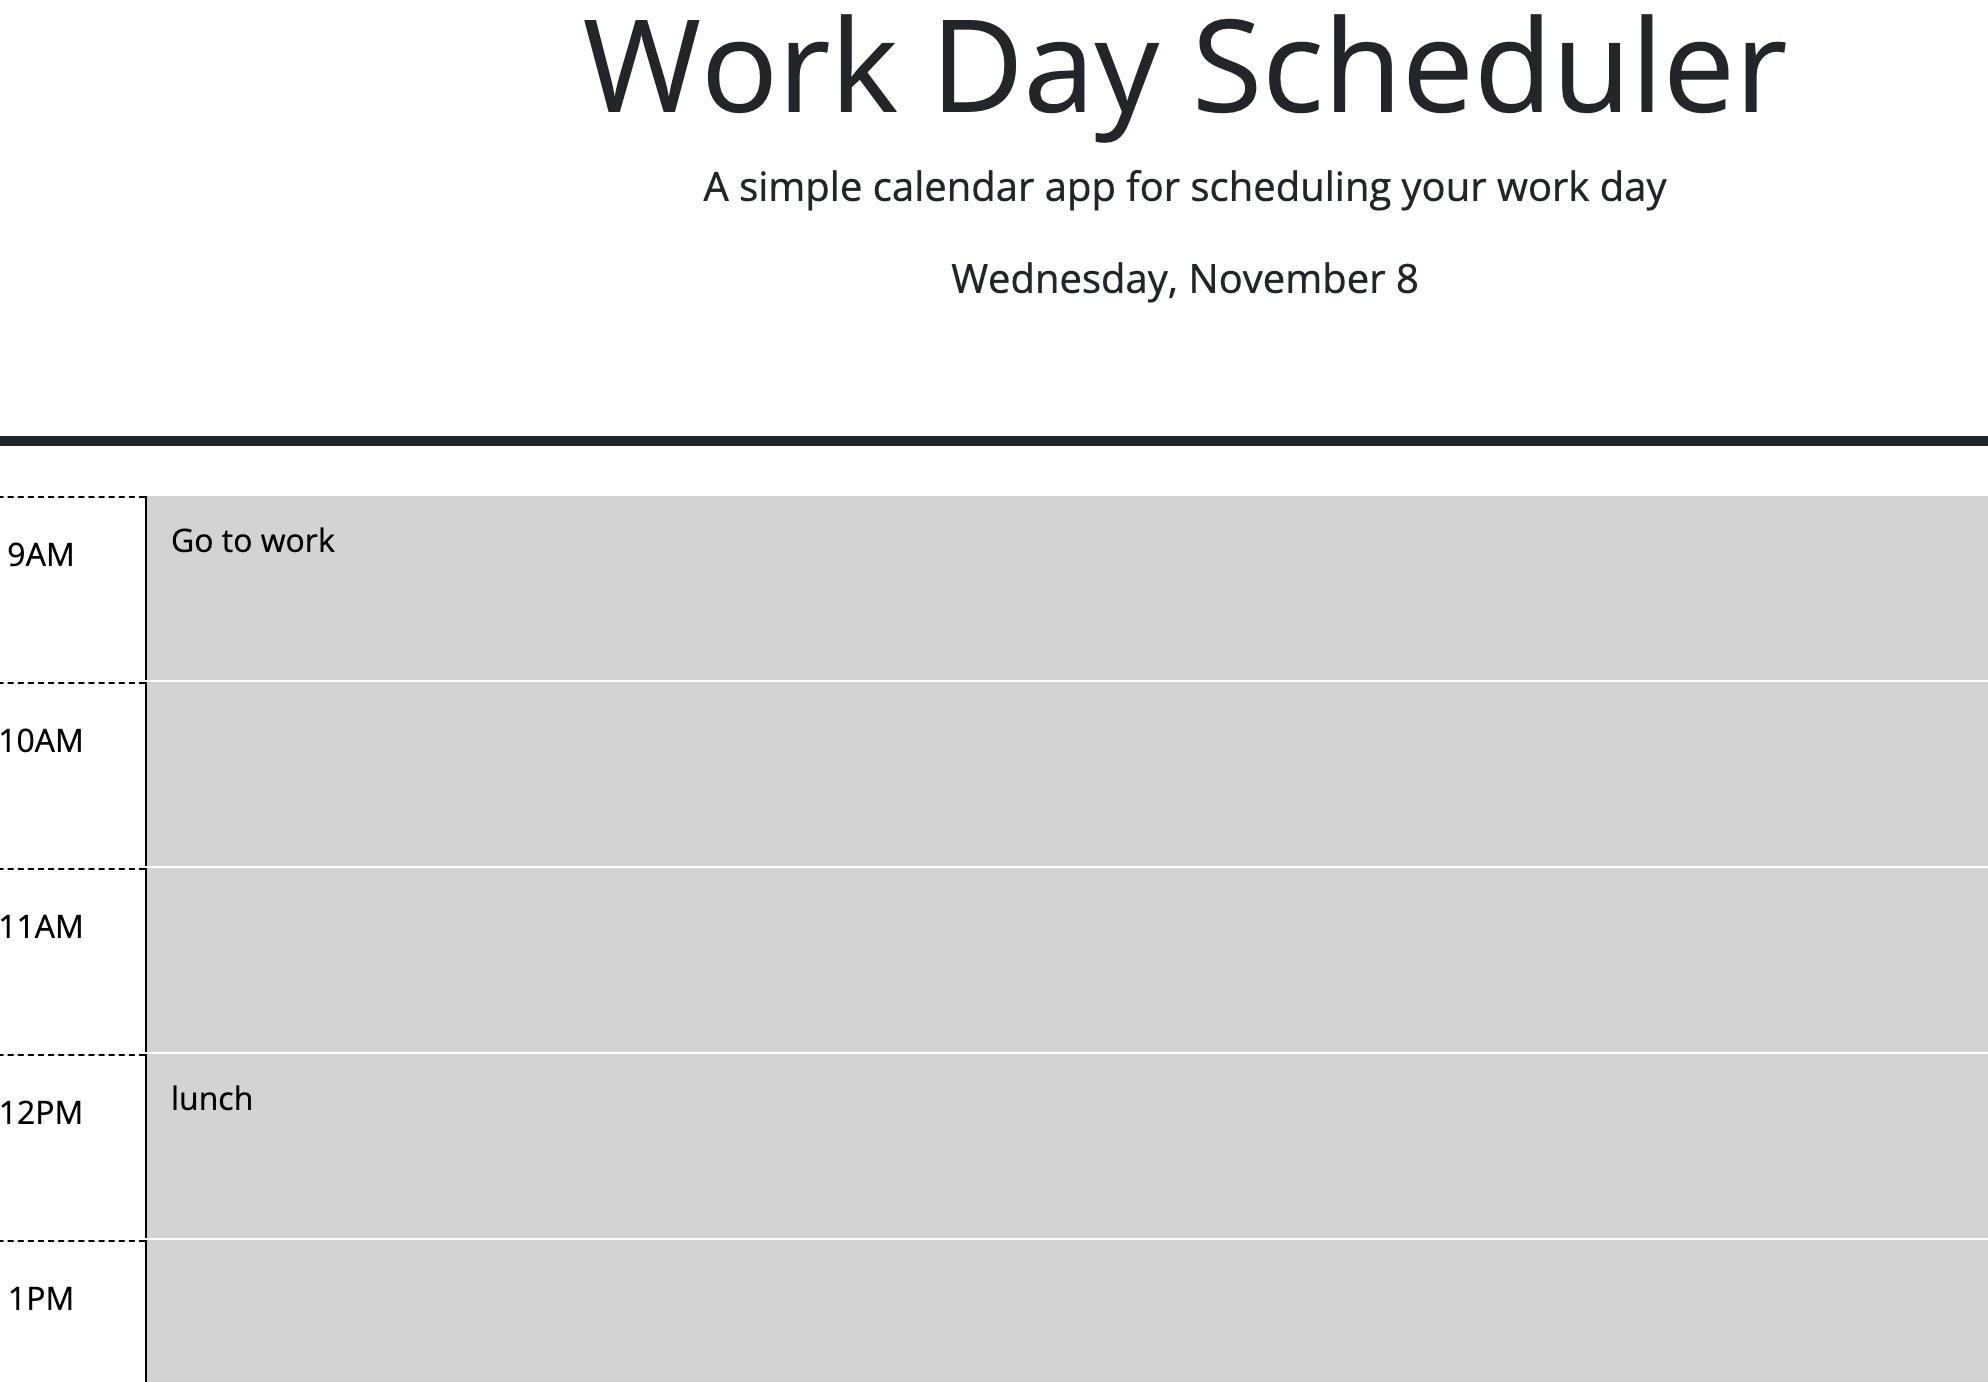 Work Day Scheduler
A simple calendar app for scheduling your work day
Wednesday, November 8
9AM
Go to work
10AM
11AM
12PM
lunch
1PM